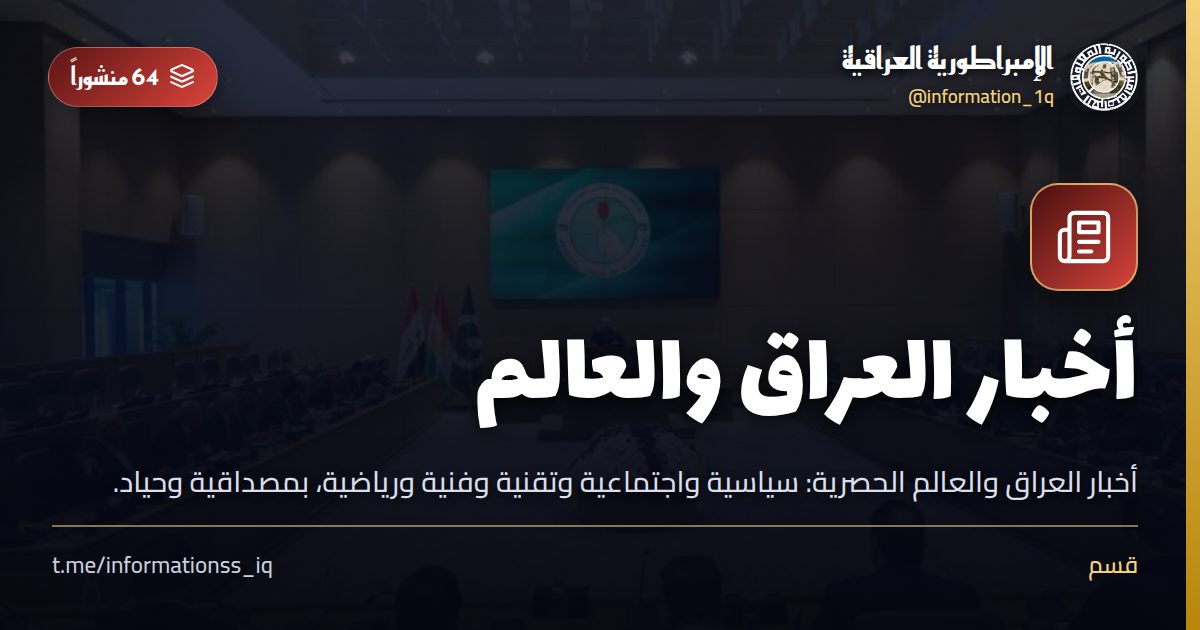 الإمبراطورية العراقية
@information_1q
64 منشوراً
أخبار العراق والعالم
أخبار العراق والعالم الحصرية: سياسية واجتماعية وتقنية وفنية ورياضية، بمصداقية وحياد.
قسم
t.me/informationss_iq